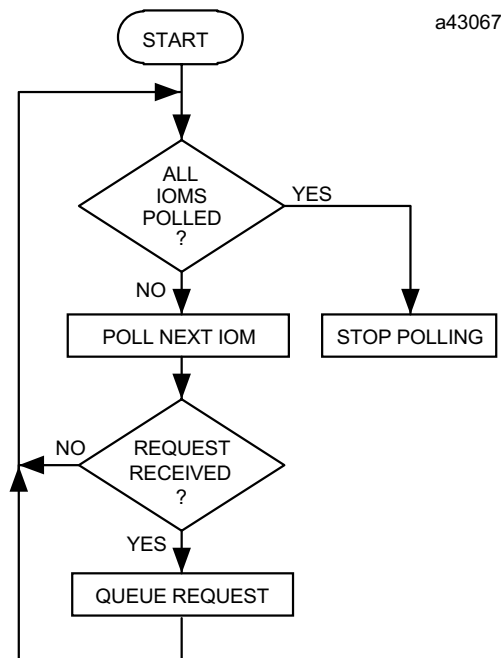 a43067
START
ALL
IOMS
POLLED
?
YES
NO
POLL NEXT IOM
STOP POLLING
NO
REQUEST
RECEIVED
?
YES
QUEUE REQUEST